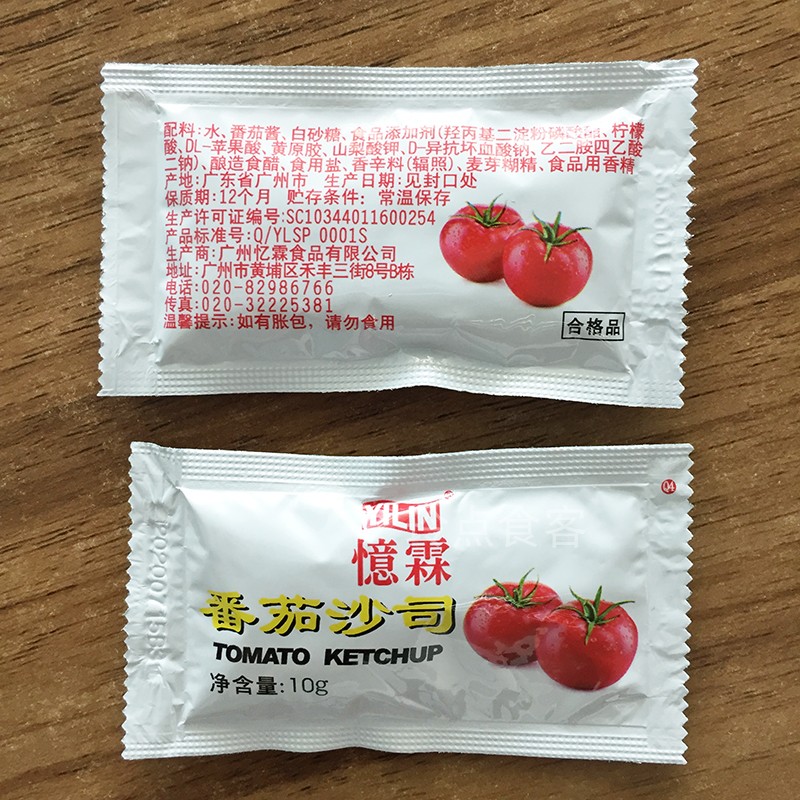 配料:水、番茄酱、白砂糖、食品添加剂(羟丙基二淀粉磷酸酯、柠檬
酸、DL-苹果酸、黄原胶、山梨酸钾、D-异抗坏血酸钠、乙二胺四乙酸
二钠)、酿造食醋、食用盐、香辛料(辐照)、麦芽糊精、食品用香精
产地:广东省广州市 生产日期:见封口处
保质期:12个月 贮存条件:常温保存
生产许可证编号:SC10344011600254
产品标准号:Q/YLSP 0001S
生产商:广州忆霖食品有限公司
地址:广州市黄埔区禾丰三街8号B栋
电话:020-82986766
传真:020-32225381
温馨提示:如有胀包,请勿食用
合格品
YILIN
点食客
憶霖
番茄沙司
TOMATO KETCHUP
净含量:10g
04